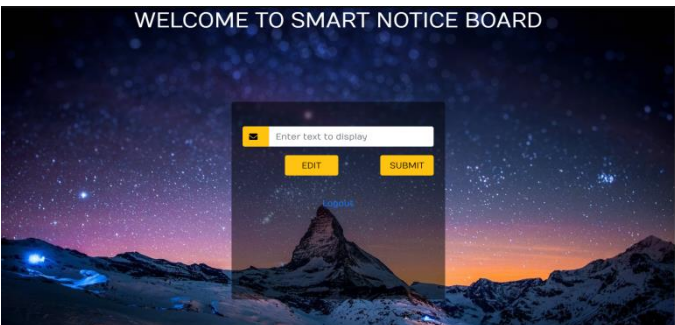 WELCOME TO SMART NOTICE BOARD
Enter text to display
EDIT SUBMIT
Logout